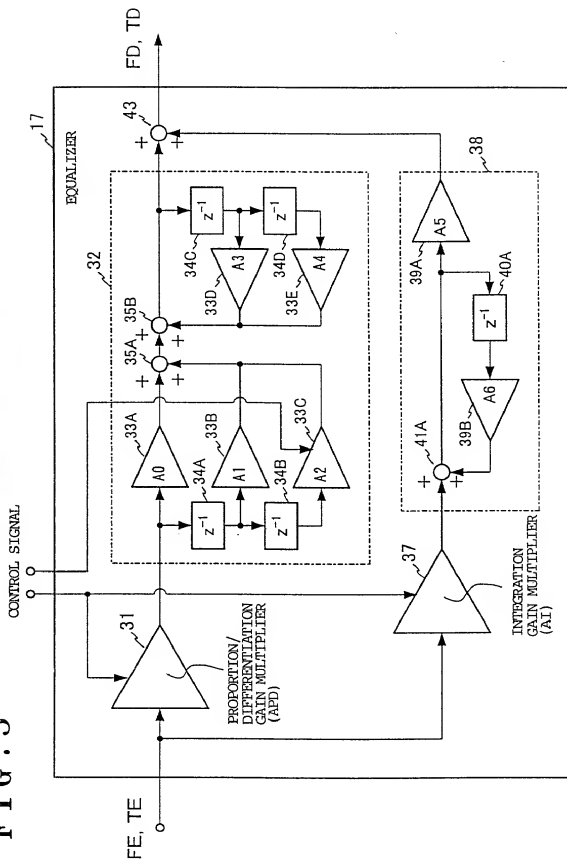 FIG.
CONTROL SIGNAL
17
EQUALIZER
FE, TE
FD, TD
31
PROPORTION/
DIFFERENTIATION
GAIN MULTIPLIER
(APD)
32
33A
A0
34A
z⁻¹
33B
A1
34B
z⁻¹
33C
A2
35A
+
+
35B
+
+
34C
z⁻¹
33D
A3
34D
z⁻¹
33E
A4
43
+
+
37
INTEGRATION
GAIN MULTIPLIER
(AI)
38
41A
+
+
39A
A5
40A
z⁻¹
39B
A6